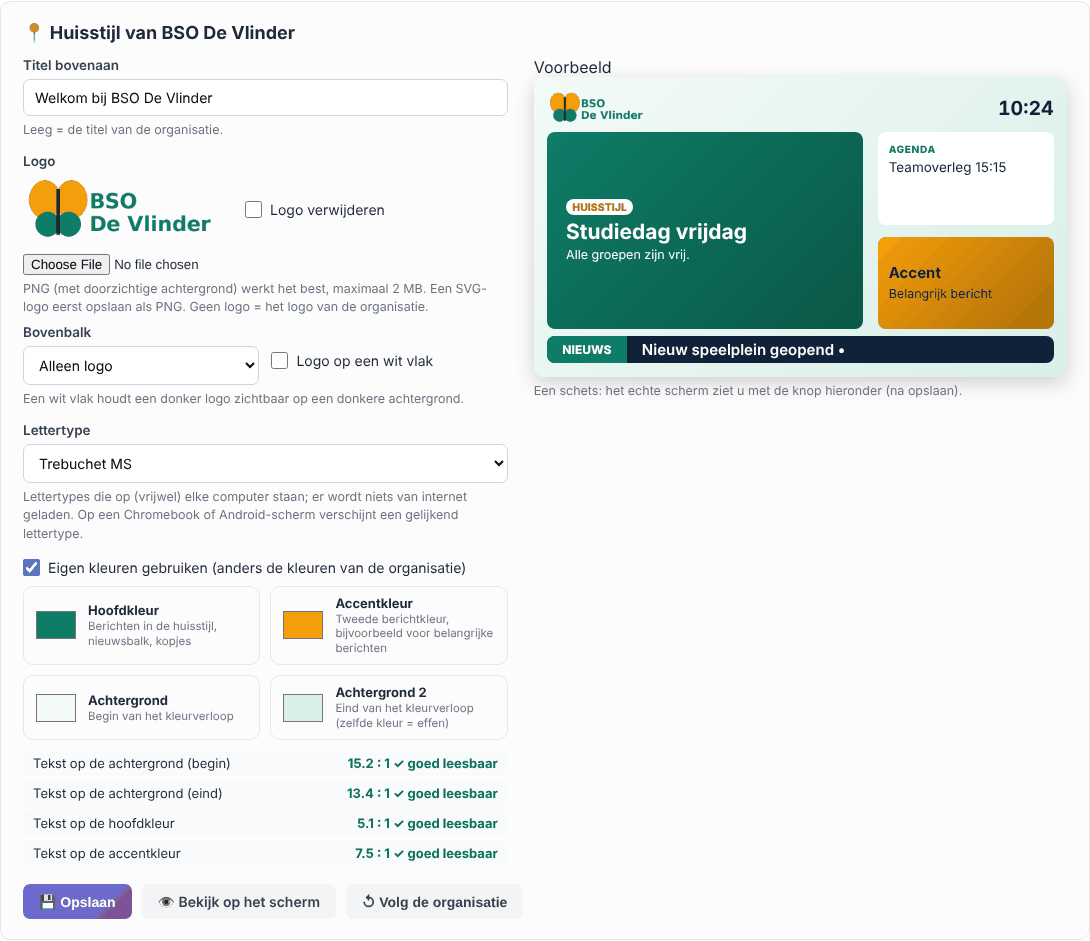 📍 Huisstijl van BSO De Vlinder
Titel bovenaan
Welkom bij BSO De Vlinder
Leeg = de titel van de organisatie.
Logo
BSO
De Vlinder
Logo verwijderen
Choose File No file chosen
PNG (met doorzichtige achtergrond) werkt het best, maximaal 2 MB. Een SVG-
logo eerst opslaan als PNG. Geen logo = het logo van de organisatie.
Bovenbalk
Alleen logo
Logo op een wit vlak
Een wit vlak houdt een donker logo zichtbaar op een donkere achtergrond.
Lettertype
Trebuchet MS
Lettertypes die op (vrijwel) elke computer staan; er wordt niets van internet
geladen. Op een Chromebook of Android-scherm verschijnt een gelijkend
lettertype.
Eigen kleuren gebruiken (anders de kleuren van de organisatie)
Hoofdkleur
Berichten in de huisstijl,
nieuwsbalk, kopjes
Accentkleur
Tweede berichtkleur,
bijvoorbeeld voor belangrijke
berichten
Achtergrond
Begin van het kleurverloop
Achtergrond 2
Eind van het kleurverloop
(zelfde kleur = effen)
Tekst op de achtergrond (begin) 15.2 : 1 ✓ goed leesbaar
Tekst op de achtergrond (eind) 13.4 : 1 ✓ goed leesbaar
Tekst op de hoofdkleur 5.1 : 1 ✓ goed leesbaar
Tekst op de accentkleur 7.5 : 1 ✓ goed leesbaar
💾 Opslaan
👁 Bekijk op het scherm
↺ Volg de organisatie
Voorbeeld
BSO
De Vlinder
10:24
HUISSTIJL
Studiedag vrijdag
Alle groepen zijn vrij.
AGENDA
Teamoverleg 15:15
Accent
Belangrijk bericht
NIEUWS
Nieuw speelplein geopend •
Een schets: het echte scherm ziet u met de knop hieronder (na opslaan).